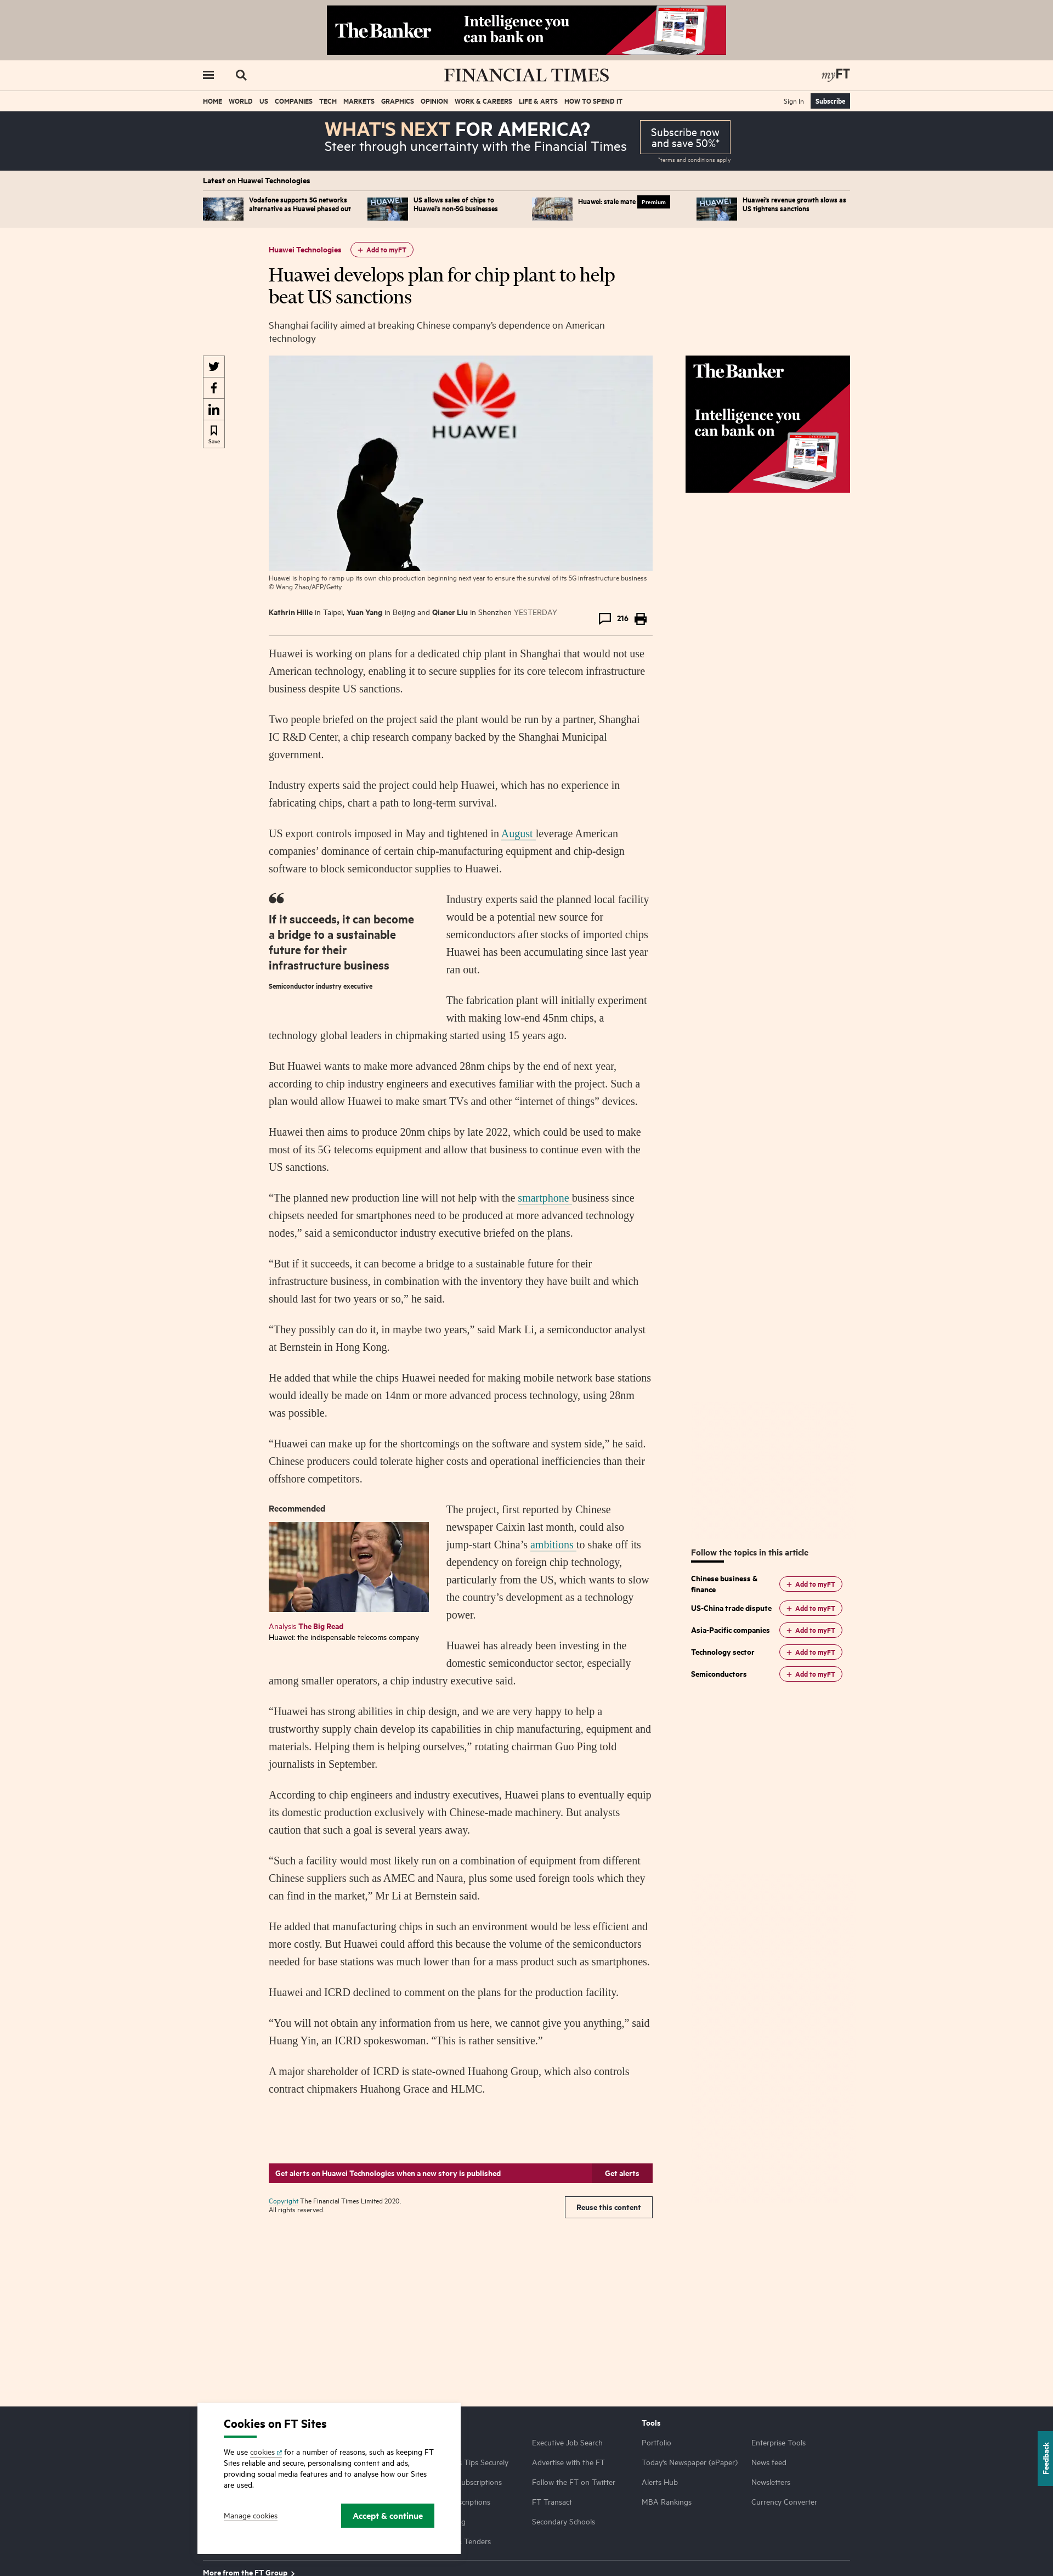 The Banker
Intelligence you
can bank on
FINANCIAL TIMES
myFT
HOME WORLD US COMPANIES TECH MARKETS GRAPHICS OPINION WORK & CAREERS LIFE & ARTS HOW TO SPEND IT
Sign In Subscribe
WHAT'S NEXT FOR AMERICA?
Steer through uncertainty with the Financial Times
Subscribe now
and save 50%*
*terms and conditions apply
Latest on Huawei Technologies
Vodafone supports 5G networks
alternative as Huawei phased out
US allows sales of chips to
Huawei's non-5G businesses
Huawei: stale mate Premium
Huawei's revenue growth slows as
US tightens sanctions
Huawei Technologies + Add to myFT
Huawei develops plan for chip plant to help
beat US sanctions
Shanghai facility aimed at breaking Chinese company's dependence on American
technology
Save
HUAWEI
The Banker
Intelligence you
can bank on
Huawei is hoping to ramp up its own chip production beginning next year to ensure the survival of its 5G infrastructure business
© Wang Zhao/AFP/Getty
Kathrin Hille in Taipei, Yuan Yang in Beijing and Qianer Liu in Shenzhen YESTERDAY
216
Huawei is working on plans for a dedicated chip plant in Shanghai that would not use
American technology, enabling it to secure supplies for its core telecom infrastructure
business despite US sanctions.
Two people briefed on the project said the plant would be run by a partner, Shanghai
IC R&D Center, a chip research company backed by the Shanghai Municipal
government.
Industry experts said the project could help Huawei, which has no experience in
fabricating chips, chart a path to long-term survival.
US export controls imposed in May and tightened in August leverage American
companies’ dominance of certain chip-manufacturing equipment and chip-design
software to block semiconductor supplies to Huawei.
If it succeeds, it can become
a bridge to a sustainable
future for their
infrastructure business
Semiconductor industry executive
Industry experts said the planned local facility
would be a potential new source for
semiconductors after stocks of imported chips
Huawei has been accumulating since last year
ran out.
The fabrication plant will initially experiment
with making low-end 45nm chips, a
technology global leaders in chipmaking started using 15 years ago.
But Huawei wants to make more advanced 28nm chips by the end of next year,
according to chip industry engineers and executives familiar with the project. Such a
plan would allow Huawei to make smart TVs and other “internet of things” devices.
Huawei then aims to produce 20nm chips by late 2022, which could be used to make
most of its 5G telecoms equipment and allow that business to continue even with the
US sanctions.
“The planned new production line will not help with the smartphone business since
chipsets needed for smartphones need to be produced at more advanced technology
nodes,” said a semiconductor industry executive briefed on the plans.
“But if it succeeds, it can become a bridge to a sustainable future for their
infrastructure business, in combination with the inventory they have built and which
should last for two years or so,” he said.
“They possibly can do it, in maybe two years,” said Mark Li, a semiconductor analyst
at Bernstein in Hong Kong.
He added that while the chips Huawei needed for making mobile network base stations
would ideally be made on 14nm or more advanced process technology, using 28nm
was possible.
“Huawei can make up for the shortcomings on the software and system side,” he said.
Chinese producers could tolerate higher costs and operational inefficiencies than their
offshore competitors.
Recommended
Analysis The Big Read
Huawei: the indispensable telecoms company
The project, first reported by Chinese
newspaper Caixin last month, could also
jump-start China’s ambitions to shake off its
dependency on foreign chip technology,
particularly from the US, which wants to slow
the country’s development as a technology
power.
Huawei has already been investing in the
domestic semiconductor sector, especially
among smaller operators, a chip industry executive said.
Follow the topics in this article
Chinese business &
finance
+ Add to myFT
US-China trade dispute + Add to myFT
Asia-Pacific companies + Add to myFT
Technology sector + Add to myFT
Semiconductors + Add to myFT
“Huawei has strong abilities in chip design, and we are very happy to help a
trustworthy supply chain develop its capabilities in chip manufacturing, equipment and
materials. Helping them is helping ourselves,” rotating chairman Guo Ping told
journalists in September.
According to chip industry engineers and executives, Huawei plans to eventually equip
its domestic production exclusively with Chinese-made machinery. But analysts
caution that such a goal is several years away.
“Such a facility would most likely run on a combination of equipment from different
Chinese suppliers such as AMEC and Naura, plus some used foreign tools which they
can find in the market,” Mr Li at Bernstein said.
He added that manufacturing chips in such an environment would be less efficient and
more costly. But Huawei could afford this because the volume of the semiconductors
needed for base stations was much lower than for a mass product such as smartphones.
Huawei and ICRD declined to comment on the plans for the production facility.
“You will not obtain any information from us here, we cannot give you anything,” said
Huang Yin, an ICRD spokeswoman. “This is rather sensitive.”
A major shareholder of ICRD is state-owned Huahong Group, which also controls
contract chipmakers Huahong Grace and HLMC.
Get alerts on Huawei Technologies when a new story is published Get alerts
Copyright The Financial Times Limited 2020.
All rights reserved.
Reuse this content
Cookies on FT Sites
We use cookies for a number of reasons, such as keeping FT
Sites reliable and secure, personalising content and ads,
providing social media features and to analyse how our Sites
are used.
Manage cookies Accept & continue
Tips Securely
Tenders
Executive Job Search
Advertise with the FT
Follow the FT on Twitter
FT Transact
Secondary Schools
Tools
Portfolio
Today's Newspaper (ePaper)
Alerts Hub
MBA Rankings
Enterprise Tools
News feed
Newsletters
Currency Converter
Feedback
More from the FT Group